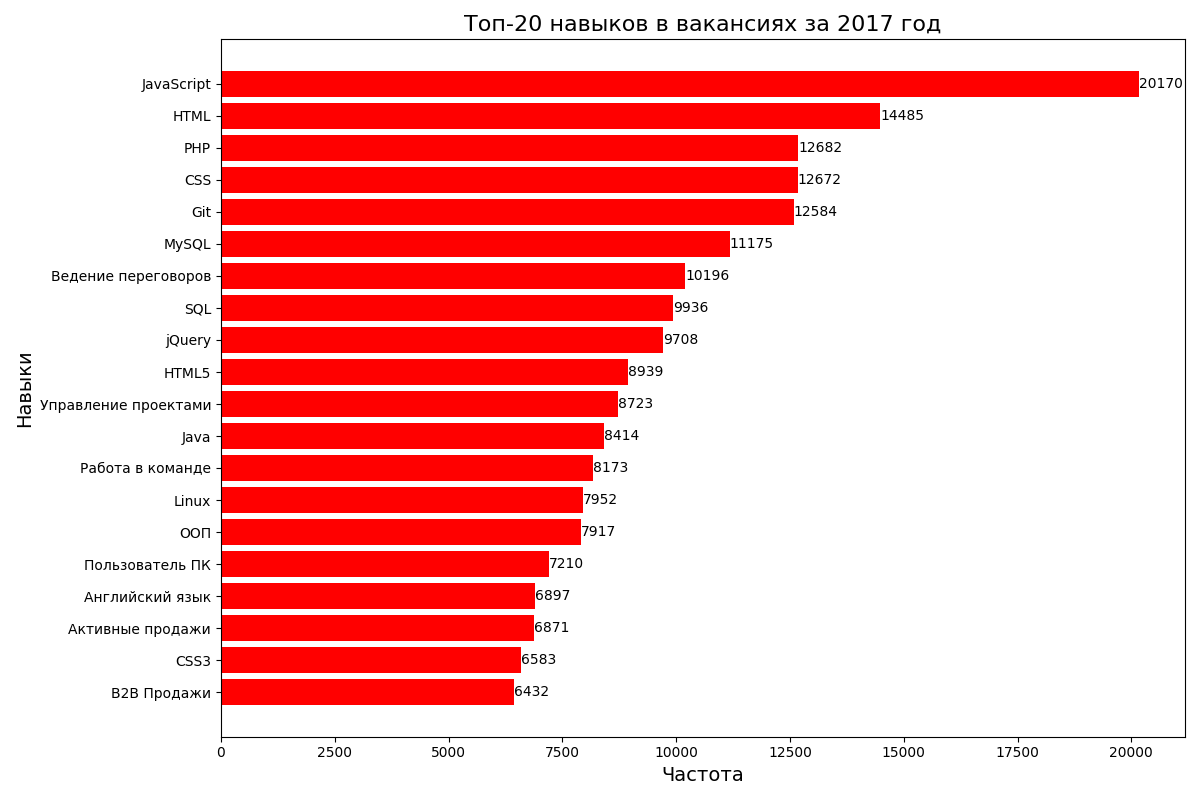 Топ-20 навыков в вакансиях за 2017 год
Навыки
JavaScript 20170
HTML 14485
PHP 12682
CSS 12672
Git 12584
MySQL 11175
Ведение переговоров 10196
SQL 9936
jQuery 9708
HTML5 8939
Управление проектами 8723
Java 8414
Работа в команде 8173
Linux 7952
ООП 7917
Пользователь ПК 7210
Английский язык 6897
Активные продажи 6871
CSS3 6583
B2B Продажи 6432
0 2500 5000 7500 10000 12500 15000 17500 20000
Частота